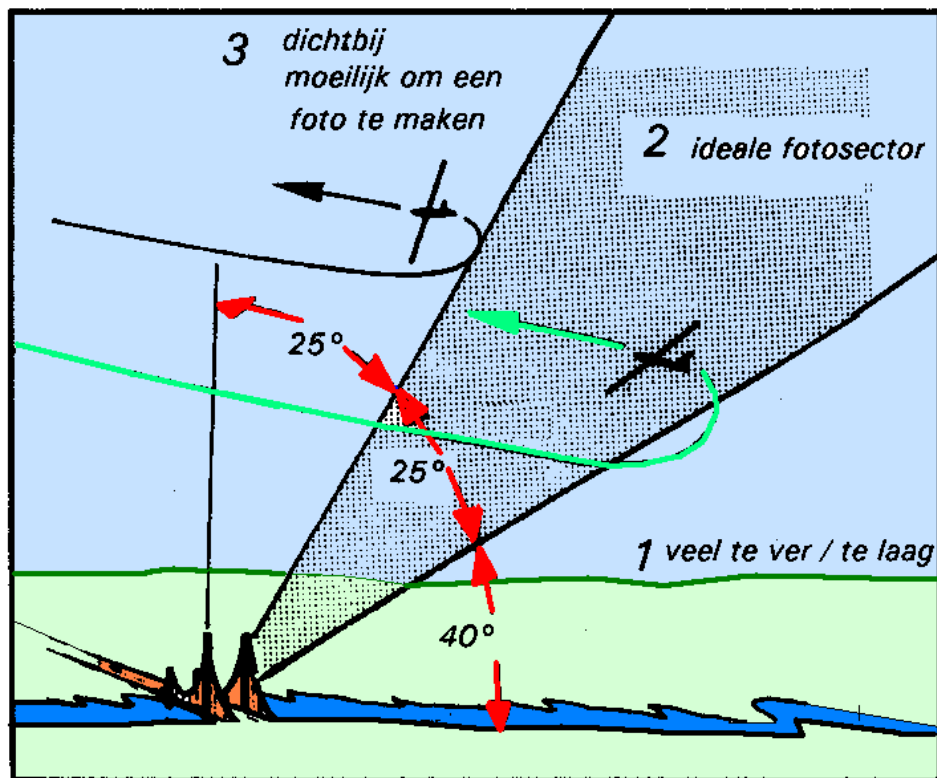 3 dichtbij
moeilijk om een
foto te maken
2 ideale fotosector
25°
25°
1 veel te ver / te laag
40°